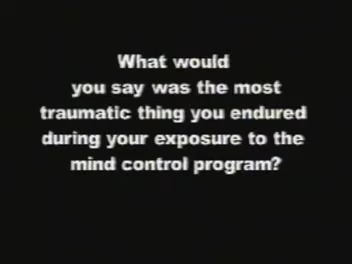 What would
you say was the most
traumatic thing you endured
during your exposure to the
mind control program?